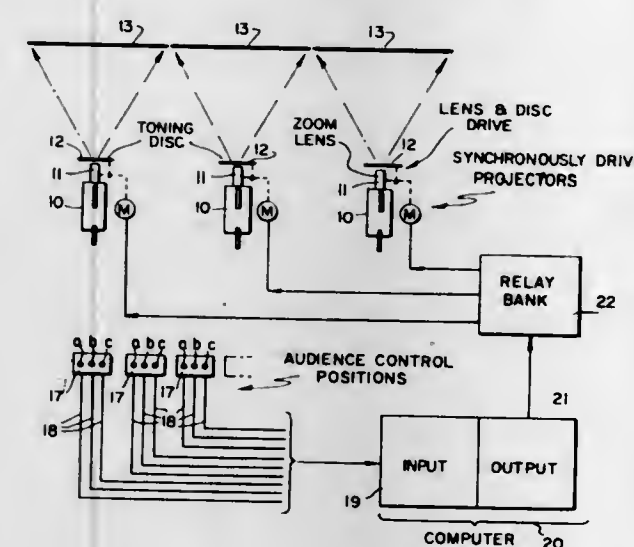 13 13 13
LENS & DISC
DRIVE
ZOOM
LENS
TONING
DISC
12 12 12
SYNCHRONOUSLY DRIV
PROJECTORS
11 11 11
10 M 10 M 10 M
RELAY
BANK
22
a b c a b c a b c
AUDIENCE CONTROL
POSITIONS
17 17 17
18 18
21
INPUT OUTPUT
19
COMPUTER 20